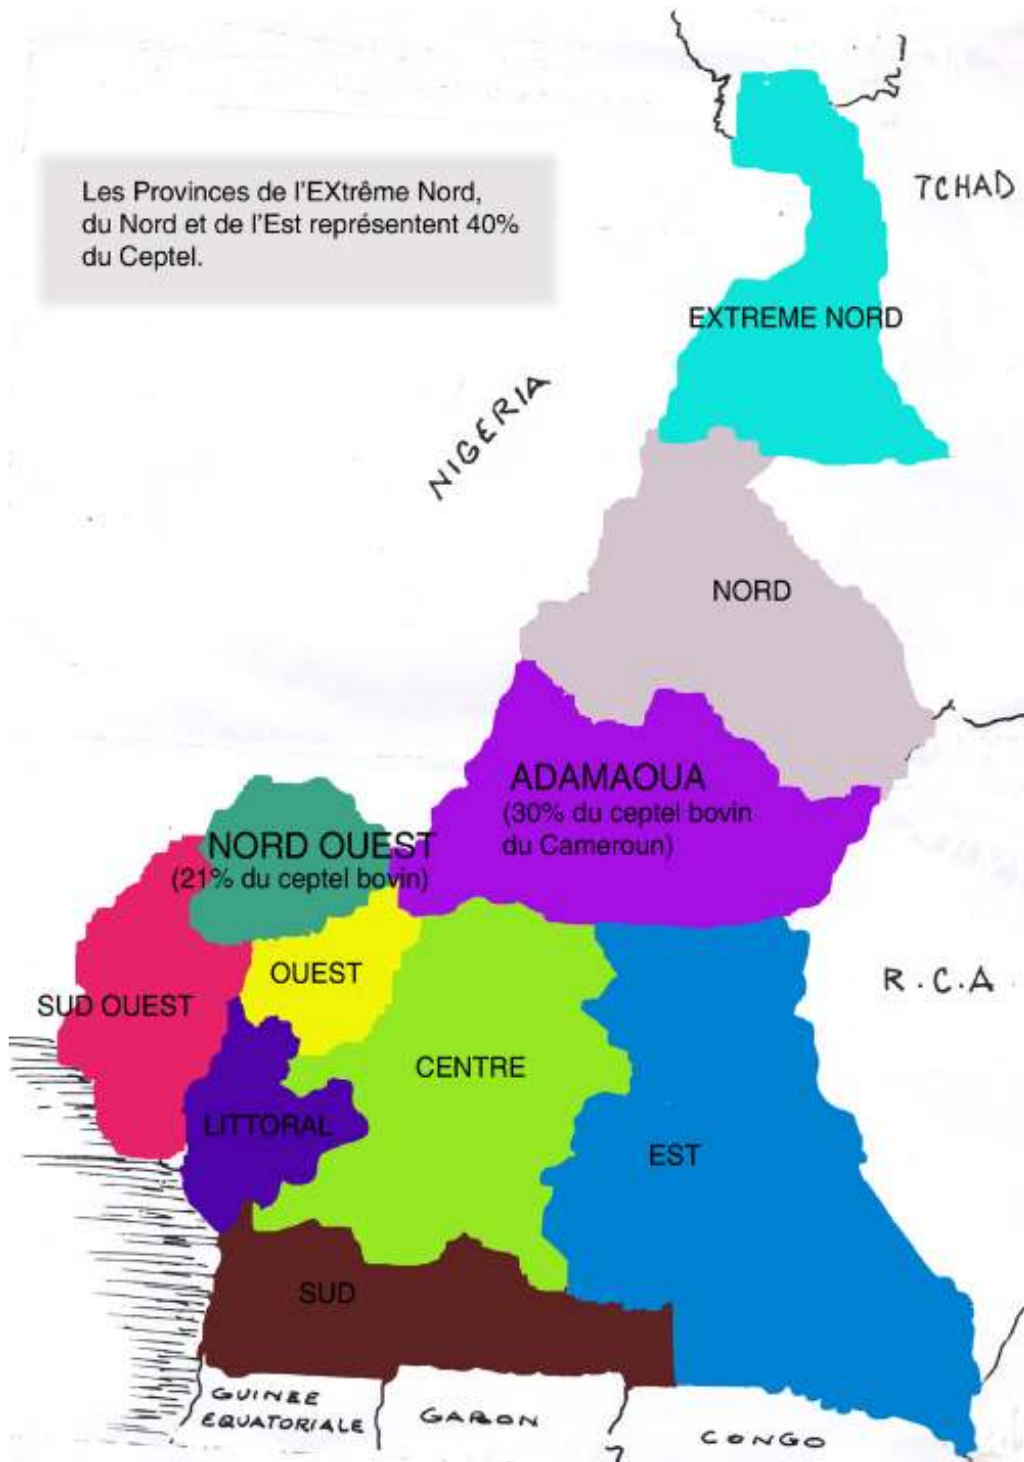 Les Provinces de l'EXtrême Nord,
du Nord et de l'Est représentent 40%
du Ceptel.
TCHAD
EXTREME NORD
NIGERIA
NORD
ADAMAOUA
(30% du ceptel bovin
du Cameroun)
NORD OUEST
(21% du ceptel bovin)
OUEST
R.C.A.
SUD OUEST
CENTRE
LITTORAL
EST
SUD
GUINEE
EQUATORIALE
GABON
CONGO